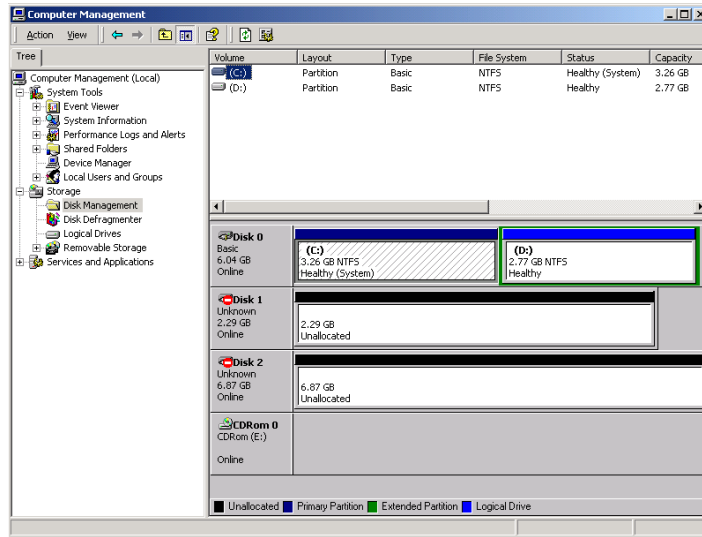 Computer Management
Action View
Tree
Computer Management (Local)
System Tools
Event Viewer
System Information
Performance Logs and Alerts
Shared Folders
Device Manager
Local Users and Groups
Storage
Disk Management
Disk Defragmenter
Logical Drives
Removable Storage
Services and Applications
Volume Layout Type File System Status Capacity
(C:) Partition Basic NTFS Healthy (System) 3.26 GB
(D:) Partition Basic NTFS Healthy 2.77 GB
Disk 0
Basic
6.04 GB
Online
(C:)
3.26 GB NTFS
Healthy (System)
(D:)
2.77 GB NTFS
Healthy
Disk 1
Unknown
2.29 GB
Online
2.29 GB
Unallocated
Disk 2
Unknown
6.87 GB
Online
6.87 GB
Unallocated
CDRom 0
CDRom (E:)
Online
Unallocated Primary Partition Extended Partition Logical Drive